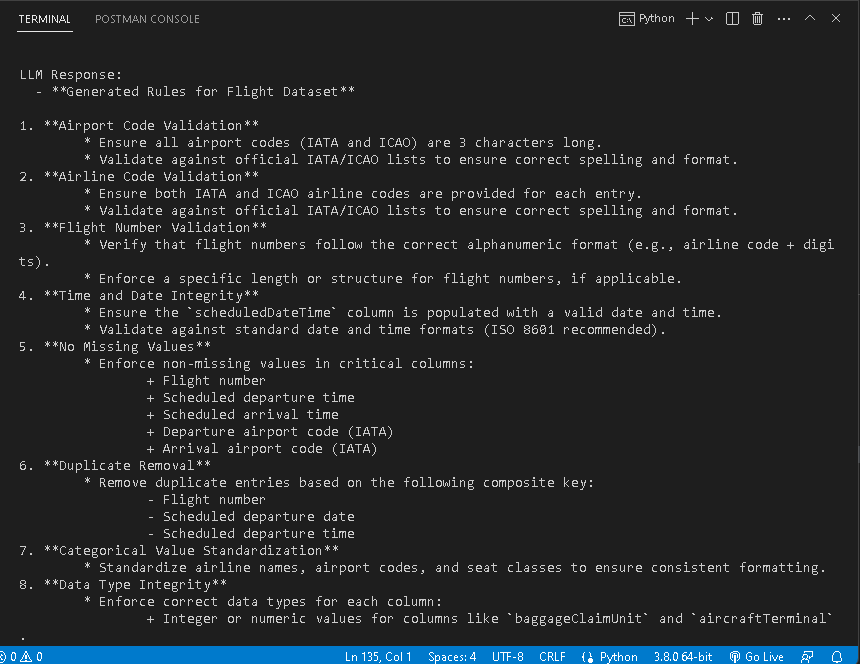 TERMINAL POSTMAN CONSOLE Python
LLM Response:
- **Generated Rules for Flight Dataset**
1. **Airport Code Validation**
* Ensure all airport codes (IATA and ICAO) are 3 characters long.
* Validate against official IATA/ICAO lists to ensure correct spelling and format.
2. **Airline Code Validation**
* Ensure both IATA and ICAO airline codes are provided for each entry.
* Validate against official IATA/ICAO lists to ensure correct spelling and format.
3. **Flight Number Validation**
* Verify that flight numbers follow the correct alphanumeric format (e.g., airline code + digi
ts).
* Enforce a specific length or structure for flight numbers, if applicable.
4. **Time and Date Integrity**
* Ensure the `scheduledDateTime` column is populated with a valid date and time.
* Validate against standard date and time formats (ISO 8601 recommended).
5. **No Missing Values**
* Enforce non-missing values in critical columns:
+ Flight number
+ Scheduled departure time
+ Scheduled arrival time
+ Departure airport code (IATA)
+ Arrival airport code (IATA)
6. **Duplicate Removal**
* Remove duplicate entries based on the following composite key:
- Flight number
- Scheduled departure date
- Scheduled departure time
7. **Categorical Value Standardization**
* Standardize airline names, airport codes, and seat classes to ensure consistent formatting.
8. **Data Type Integrity**
* Enforce correct data types for each column:
+ Integer or numeric values for columns like `baggageClaimUnit` and `aircraftTerminal`
.
0 0 Ln 135, Col 1 Spaces: 4 UTF-8 CRLF Python 3.8.0 64-bit Go Live